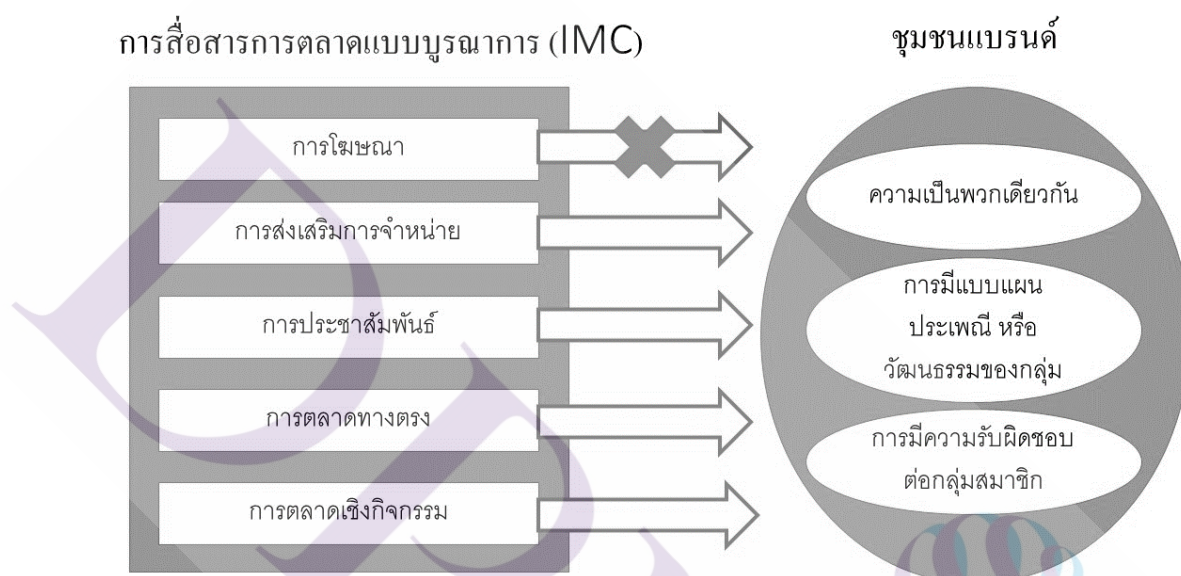 การสื่อสารการตลาดแบบบูรณาการ (IMC)
ชุมชนแบรนด์
การโฆษณา
การส่งเสริมการจำหน่าย
การประชาสัมพันธ์
การตลาดทางตรง
การตลาดเชิงกิจกรรม
ความเป็นพวกเดียวกัน
การมีแบบแผน
ประเพณี หรือ
วัฒนธรรมของกลุ่ม
การมีความรับผิดชอบ
ต่อกลุ่มสมาชิก